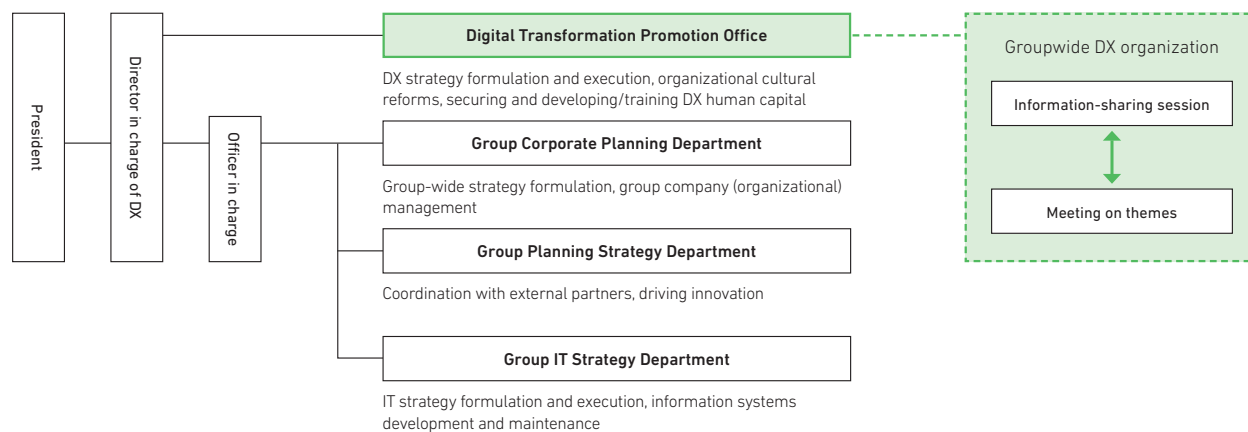 President
Director in charge
of DX
Officer in charge
Digital Transformation Promotion Office
DX strategy formulation and execution, organizational cultural
reforms, securing and developing/training DX human capital
Group Corporate Planning Department
Group-wide strategy formulation, group company (organizational)
management
Group Planning Strategy Department
Coordination with external partners, driving innovation
Group IT Strategy Department
IT strategy formulation and execution, information systems
development and maintenance
Groupwide DX organization
Information-sharing session
Meeting on themes